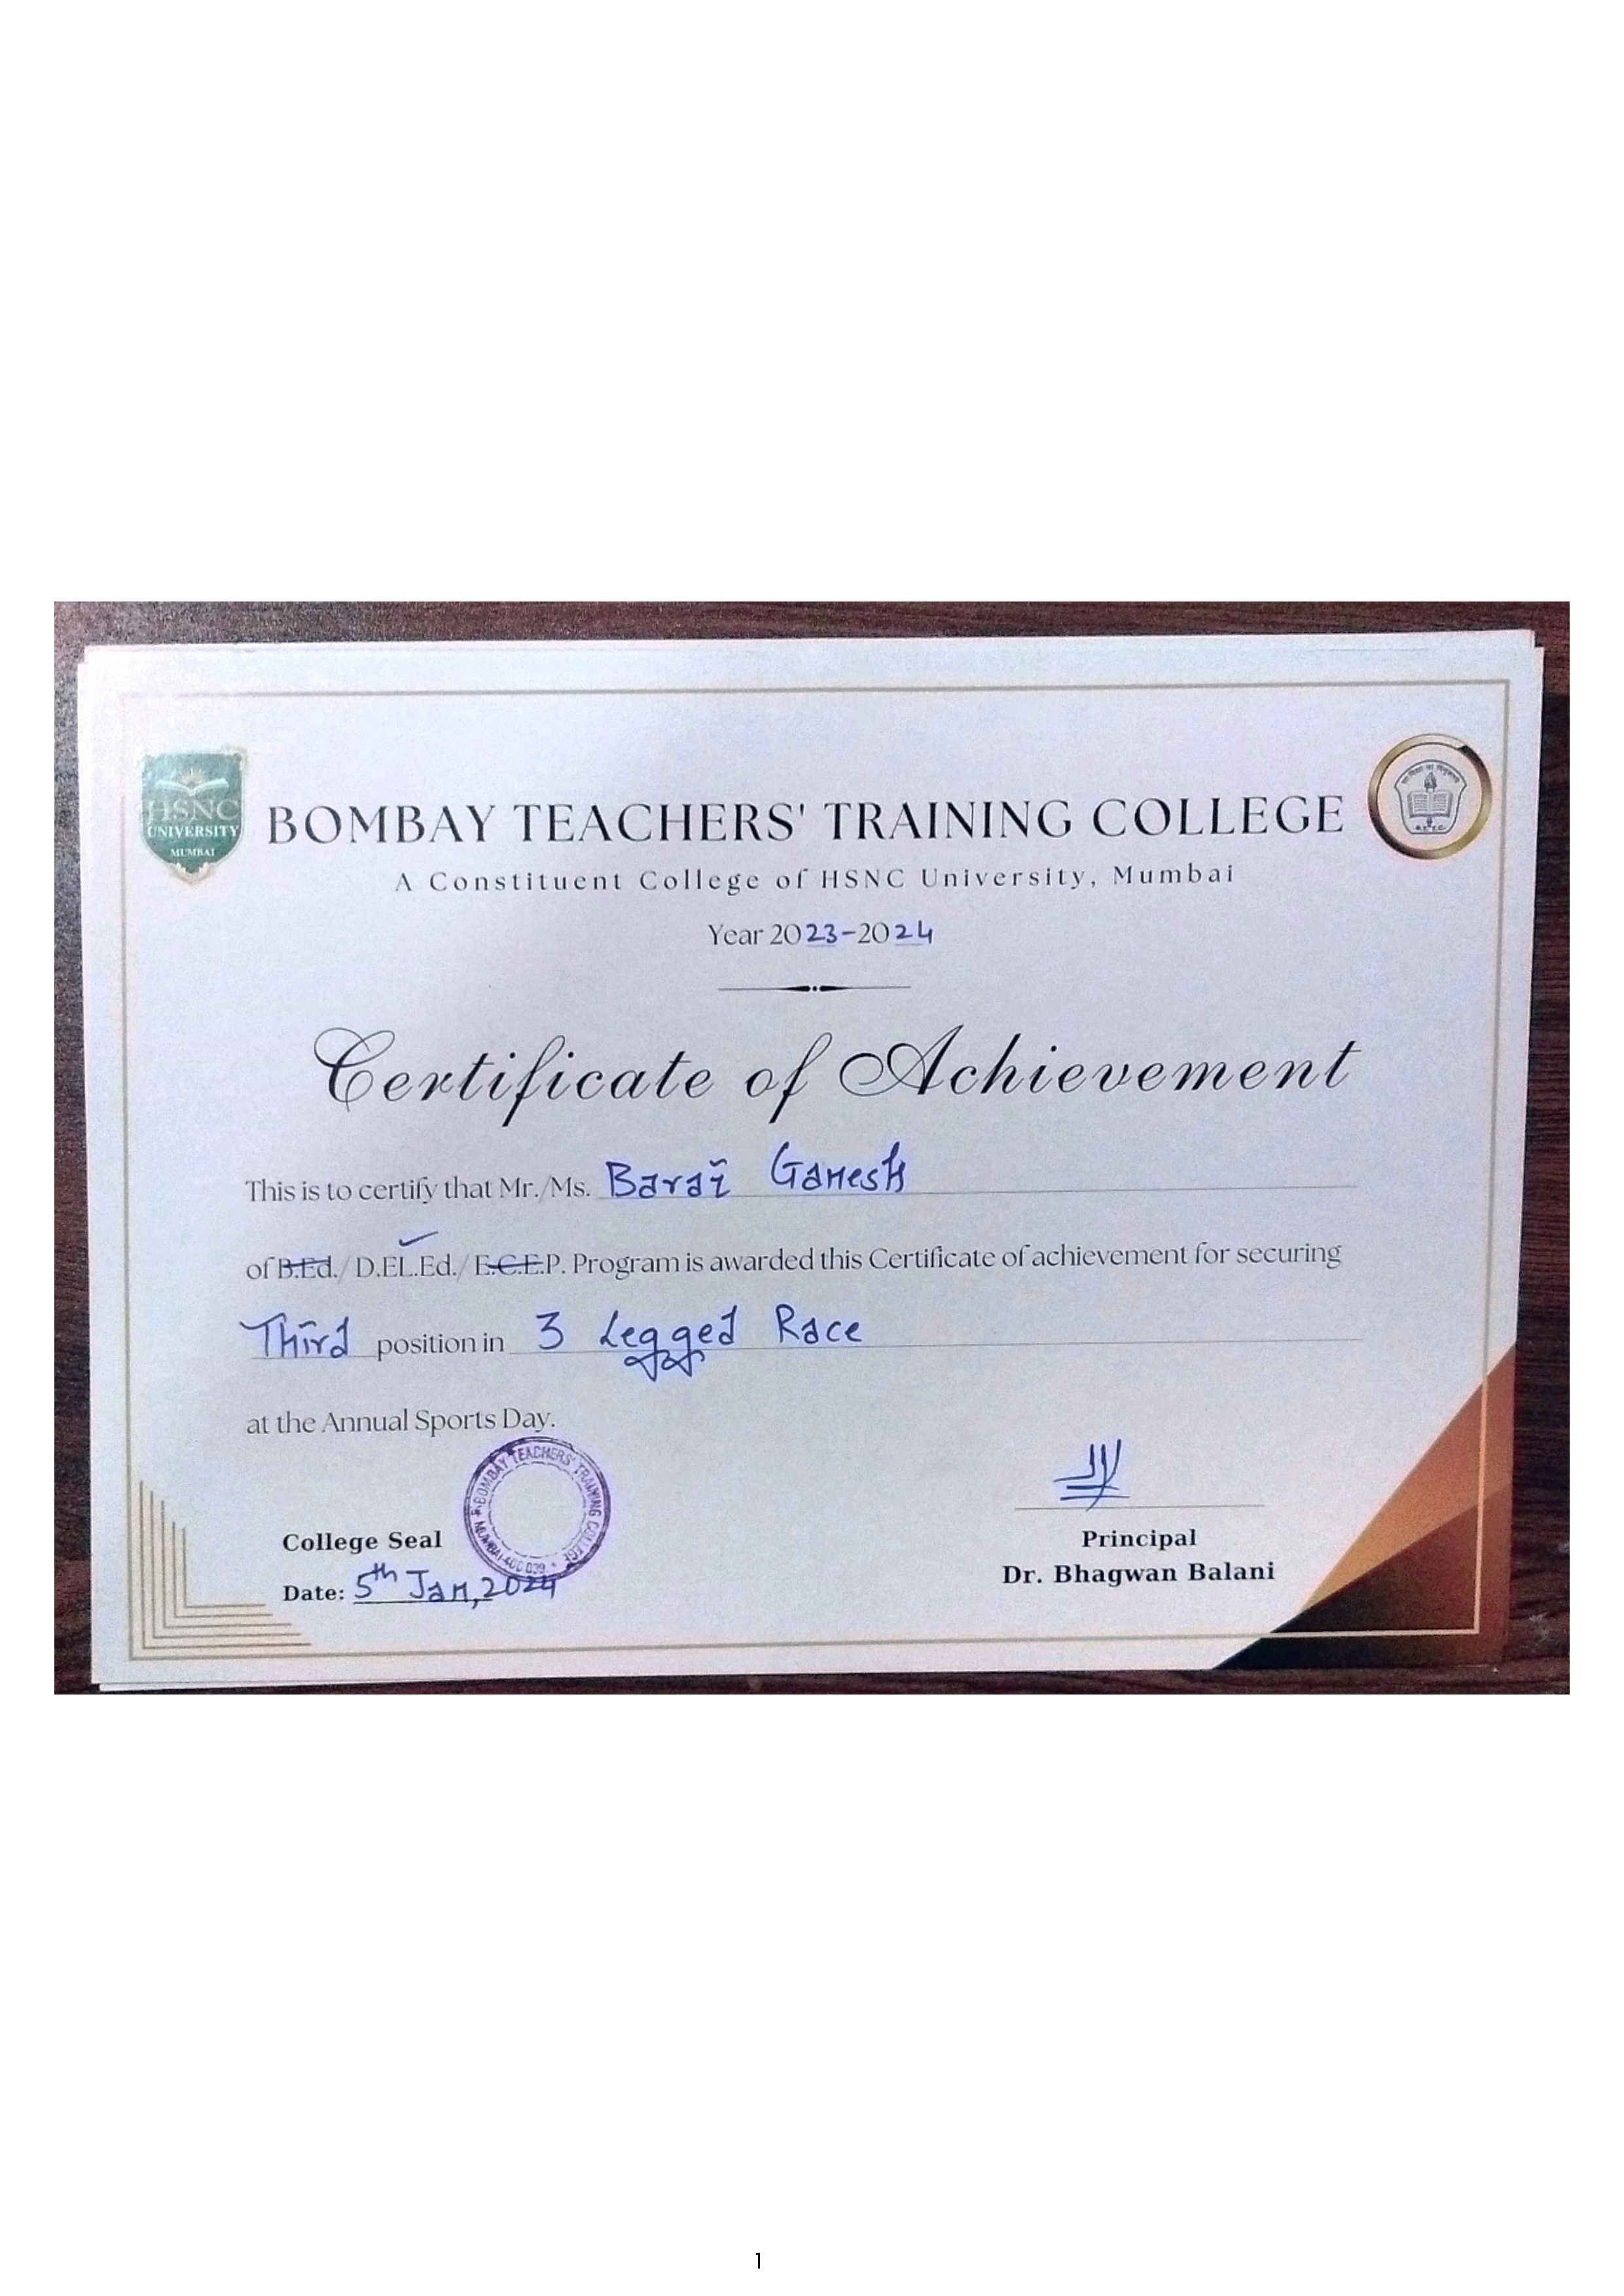 HSNC
UNIVERSITY
MUMBAI
BOMBAY TEACHERS' TRAINING COLLEGE
A Constituent College of HSNC University, Mumbai
Year 2023-2024
Certificate of Achievement
This is to certify that Mr./Ms. Barai Ganesh
of B.Ed./ D.EL.Ed./ E.C.E.P. Program is awarded this Certificate of achievement for securing
Third position in 3 Legged Race
at the Annual Sports Day.
BOMBAY TEACHERS' TRAINING COLLEGE
MUMBAI-400 039
College Seal
Date: 5th Jan, 2024
Principal
Dr. Bhagwan Balani
1